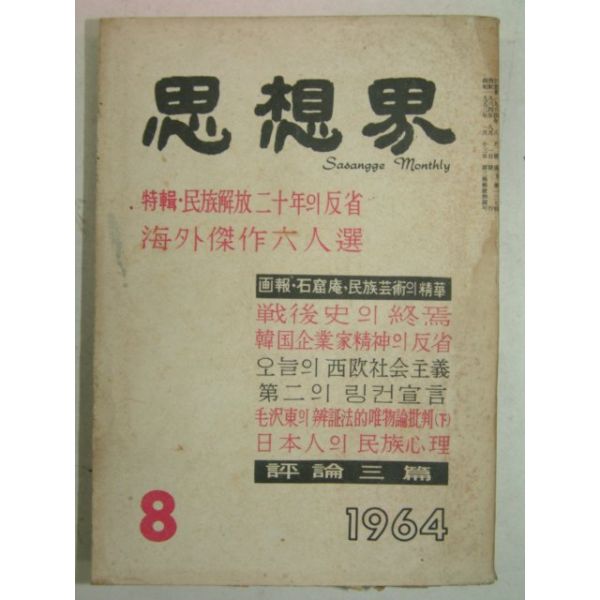 思想界
Sasangge Monthly
特輯·民族解放二十年의反省
海外傑作六人選
画報·石窟庵·民族芸術의精華
戦後史의終焉
韓国企業家精神의反省
오늘의西欧社会主義
第二의링컨宣言
毛沢東의辨証法的唯物論批判(下)
日本人의民族心理
評論三篇
8
1964